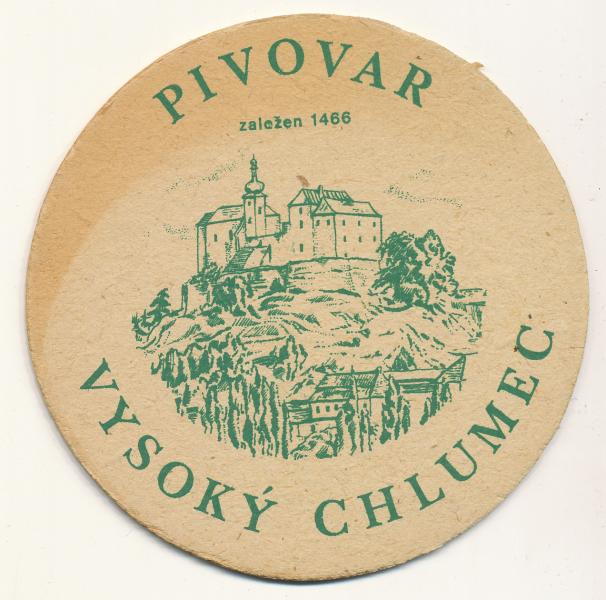 PIVOVAR
založen 1466
VYSOKÝ CHLUMEC